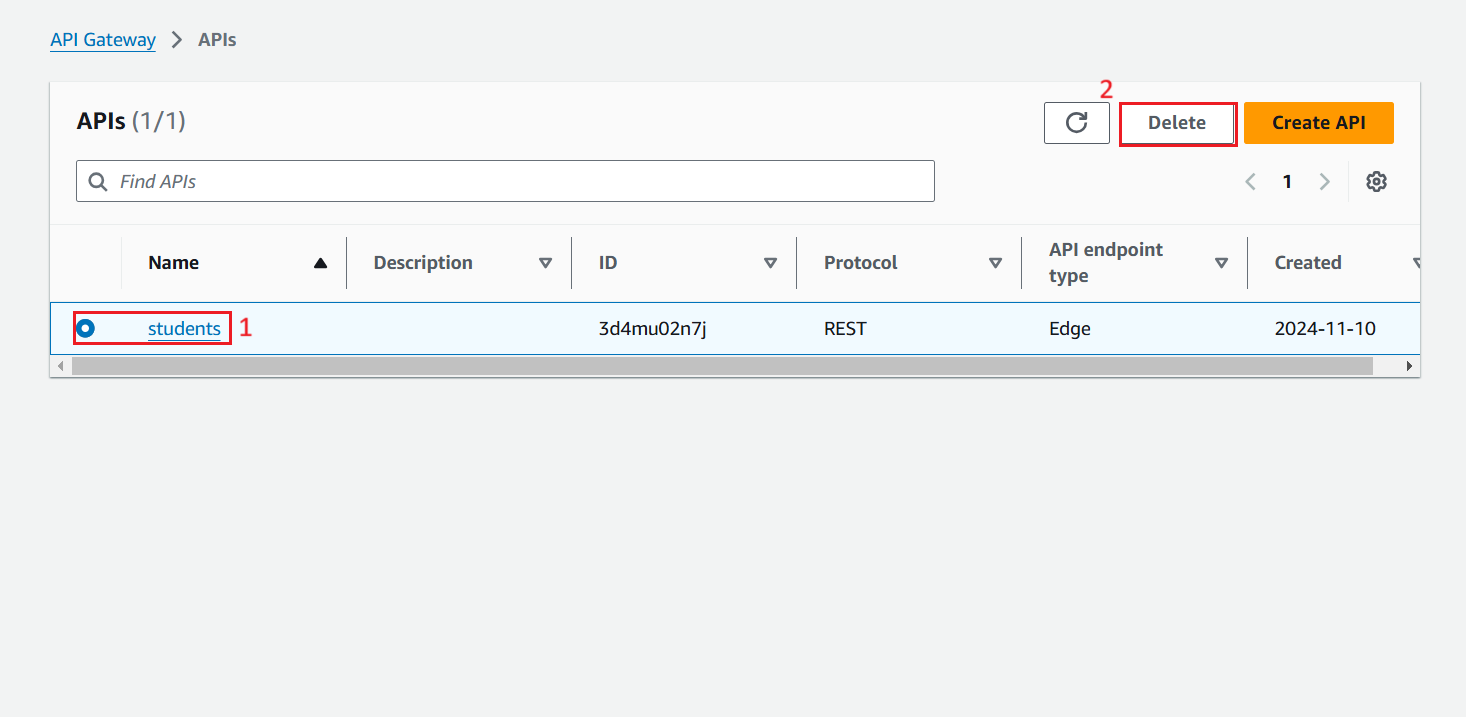 API Gateway > APIs
2
APIs (1/1) Delete Create API
Find APIs 1
Name Description ID Protocol API endpoint type Created
students 1 3d4mu02n7j REST Edge 2024-11-10